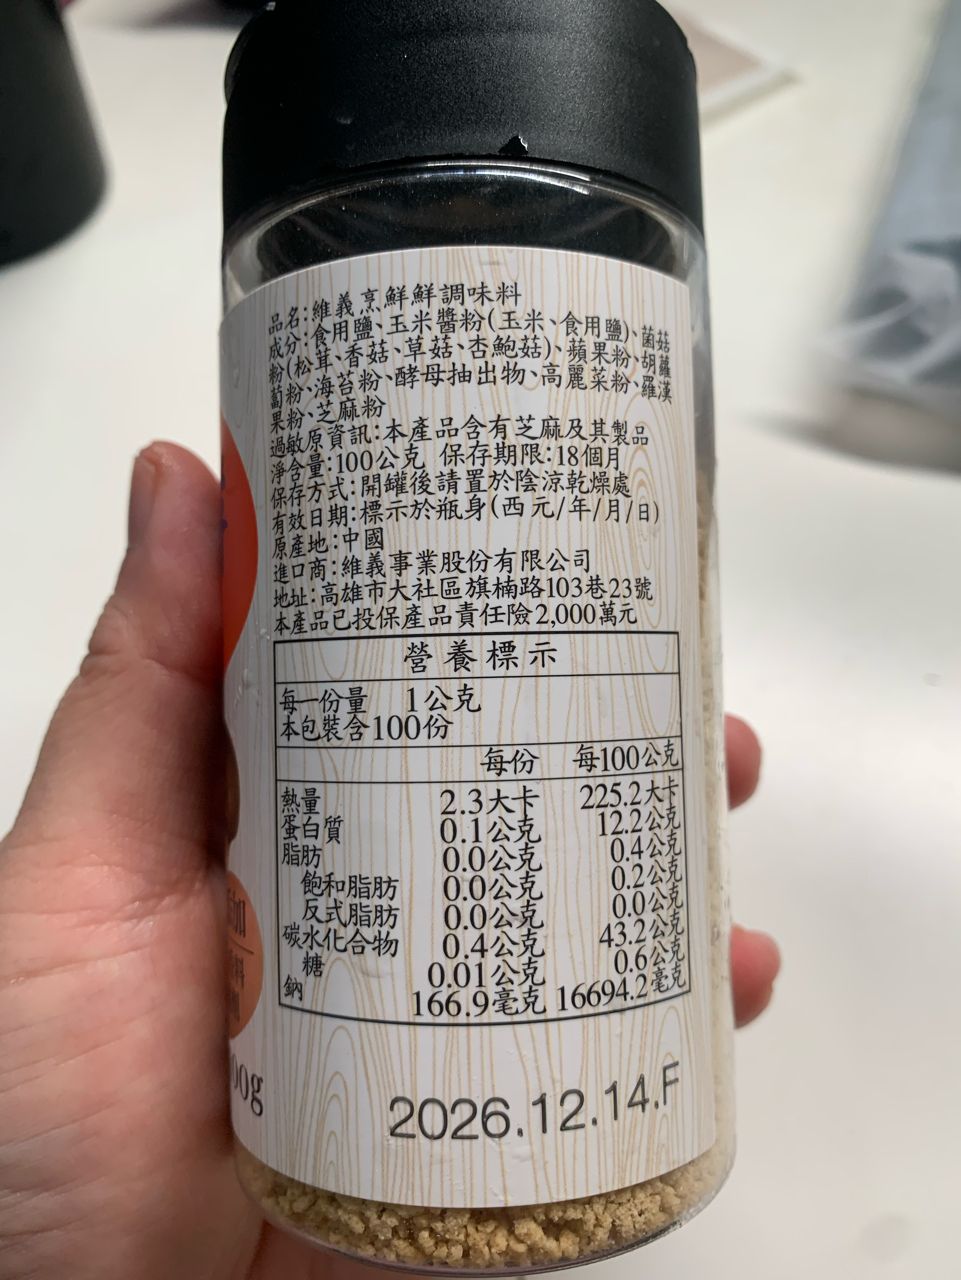 品名:維義烹鮮鮮調味料
成分:食用鹽、玉米醬粉(玉米、食用鹽)、菌菇
粉(松茸、香菇、草菇、杏鮑菇)、蘋果粉、胡蘿
蔔粉、海苔粉、酵母抽出物、高麗菜粉、羅漢
果粉、芝麻粉
過敏原資訊:本產品含有芝麻及其製品
淨含量:100公克 保存期限:18個月
保存方式:開罐後請置於陰涼乾燥處
有效日期:標示於瓶身(西元/年/月/日)
原產地:中國
進口商:維義事業股份有限公司
地址:高雄市大社區旗楠路103巷23號
本產品已投保產品責任險2,000萬元
營養標示
每一份量 1公克
本包裝含100份
每份 每100公克
熱量 2.3大卡 225.2大卡
蛋白質 0.1公克 12.2公克
脂肪 0.0公克 0.4公克
飽和脂肪 0.0公克 0.2公克
反式脂肪 0.0公克 0.0公克
碳水化合物 0.4公克 43.2公克
糖 0.01公克 0.6公克
鈉 166.9毫克 16694.2毫克
加
00g
2026.12.14.F